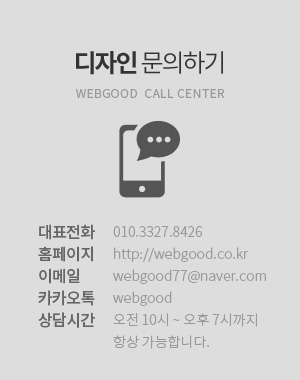 디자인 문의하기
WEBGOOD CALL CENTER
대표전화 010.3327.8426
홈페이지 http://webgood.co.kr
이메일 webgood77@naver.com
카카오톡 webgood
상담시간 오전 10시 ~ 오후 7시까지
항상 가능합니다.